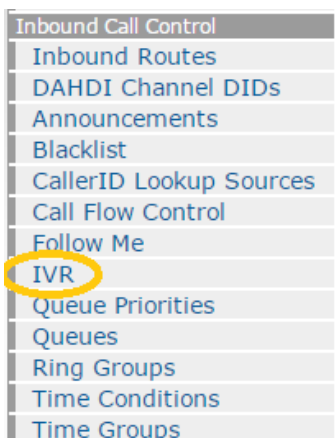 Inbound Call Control
Inbound Routes
DAHDI Channel DIDs
Announcements
Blacklist
CallerID Lookup Sources
Call Flow Control
Follow Me
IVR
Queue Priorities
Queues
Ring Groups
Time Conditions
Time Groups